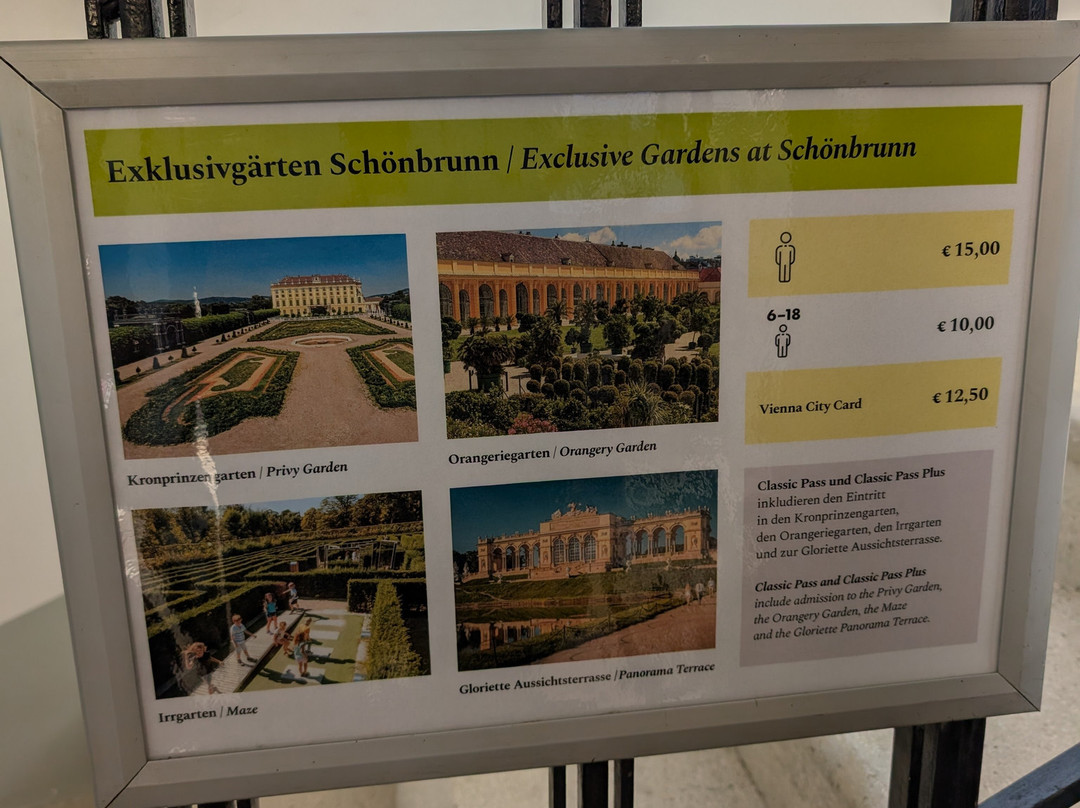 Exklusivgärten Schönbrunn / Exclusive Gardens at Schönbrunn
Kronprinzengarten / Privy Garden
Orangeriegarten / Orangery Garden
Irrgarten / Maze
Gloriette Aussichtsterrasse / Panorama Terrace
€ 15,00
6–18
€ 10,00
Vienna City Card
€ 12,50
Classic Pass und Classic Pass Plus
inkludieren den Eintritt
in den Kronprinzengarten,
den Orangeriegarten, den Irrgarten
und zur Gloriette Aussichtsterrasse.
Classic Pass and Classic Pass Plus
include admission to the Privy Garden,
the Orangery Garden, the Maze
and the Gloriette Panorama Terrace.